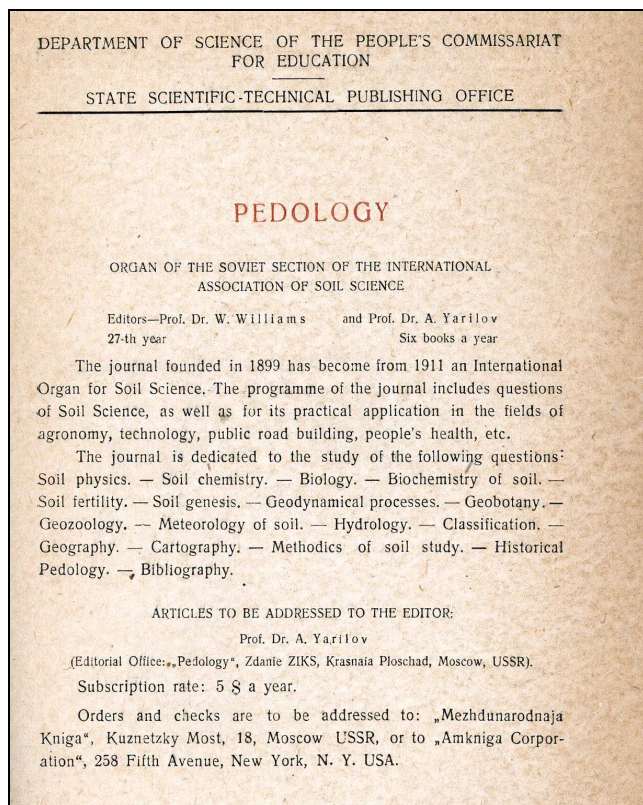 DEPARTMENT OF SCIENCE OF THE PEOPLE'S COMMISSARIAT
FOR EDUCATION
STATE SCIENTIFIC-TECHNICAL PUBLISHING OFFICE
PEDOLOGY
ORGAN OF THE SOVIET SECTION OF THE INTERNATIONAL
ASSOCIATION OF SOIL SCIENCE
Editors—Prof. Dr. W. Williams and Prof. Dr. A. Yarilov
27-th year Six books a year
The journal founded in 1899 has become from 1911 an International
Organ for Soil Science. The programme of the journal includes questions
of Soil Science, as well as for its practical application in the fields of
agronomy, technology, public road building, people's health, etc.
The journal is dedicated to the study of the following questions:
Soil physics. — Soil chemistry. — Biology. — Biochemistry of soil. —
Soil fertility. — Soil genesis. — Geodynamical processes. — Geobotany. —
Geozoology. — Meteorology of soil. — Hydrology. — Classification. —
Geography. — Cartography. — Methodics of soil study. — Historical
Pedology. — Bibliography.
ARTICLES TO BE ADDRESSED TO THE EDITOR:
Prof. Dr. A. Yarilov
(Editorial Office: „Pedology“, Zdanie ZIKS, Krasnaia Ploschad, Moscow, USSR).
Subscription rate: 5 $ a year.
Orders and checks are to be addressed to: „Mezhdunarodnaja
Kniga“, Kuznetzky Most, 18, Moscow USSR, or to „Amkniga Corpor-
ation“, 258 Fifth Avenue, New York, N. Y. USA.